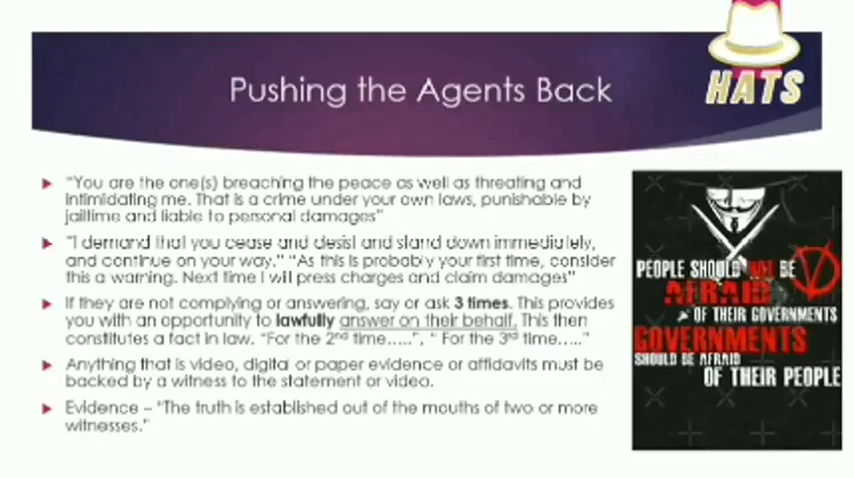 HATS
Pushing the Agents Back
"You are the one(s) breaching the peace as well as threating and
intimidating me. That is a crime under your own laws, punishable by
jailtime and liable to personal damages"
"I demand that you cease and desist and stand down immediately,
and continue on your way." "As this is probably your first time, consider
this a warning. Next time I will press charges and claim damages"
If they are not complying or answering, say or ask 3 times. This provides
you with an opportunity to lawfully answer on their behalf. This then
constitutes a fact in law. "For the 2nd time.....", " For the 3rd time....."
Anything that is video, digital or paper evidence or affidavits must be
backed by a witness to the statement or video.
Evidence – "The truth is established out of the mouths of two or more
witnesses."
PEOPLE SHOULD NOT BE
AFRAID
OF THEIR GOVERNMENTS
GOVERNMENTS
SHOULD BE AFRAID
OF THEIR PEOPLE